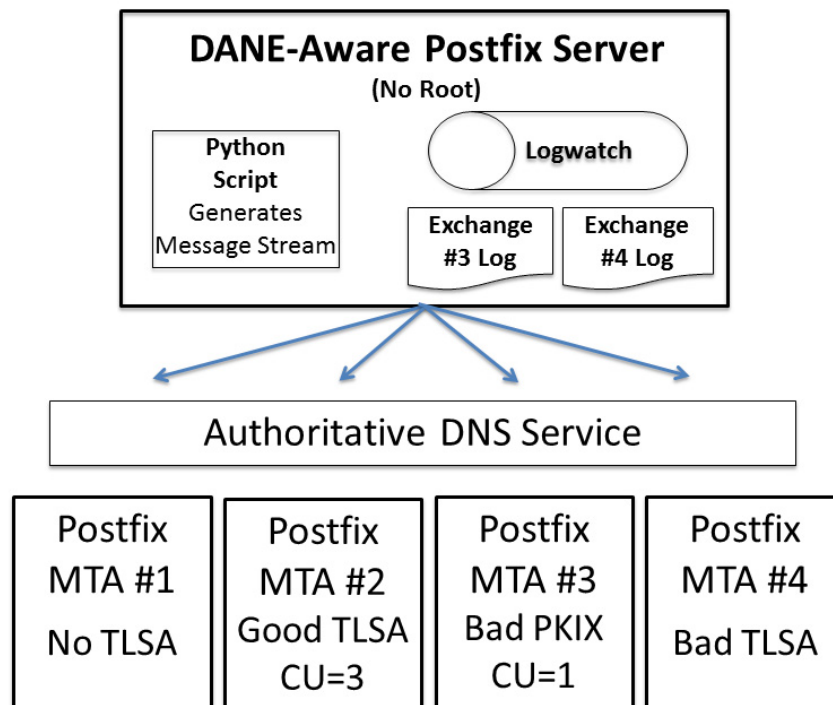 DANE-Aware Postfix Server
(No Root)
Python
Script
Generates
Message Stream
Logwatch
Exchange
#3 Log
Exchange
#4 Log
Authoritative DNS Service
Postfix
MTA #1
No TLSA
Postfix
MTA #2
Good TLSA
CU=3
Postfix
MTA #3
Bad PKIX
CU=1
Postfix
MTA #4
Bad TLSA